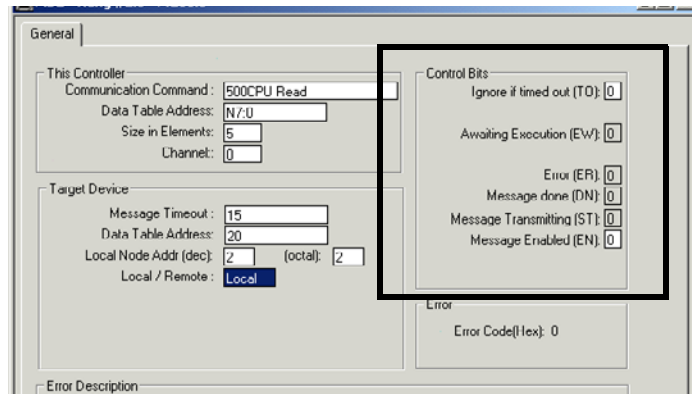 General
This Controller
Communication Command : 500CPU Read
Data Table Address: N7:0
Size in Elements: 5
Channel: 0
Target Device
Message Timeout : 15
Data Table Address: 20
Local Node Addr (dec): 2 (octal): 2
Local / Remote : Local
Control Bits
Ignore if timed out (TO): 0
Awaiting Execution (EW): 0
Error (ER): 0
Message done (DN): 0
Message Transmitting (ST): 0
Message Enabled (EN): 0
Error
Error Code(Hex): 0
Error Description